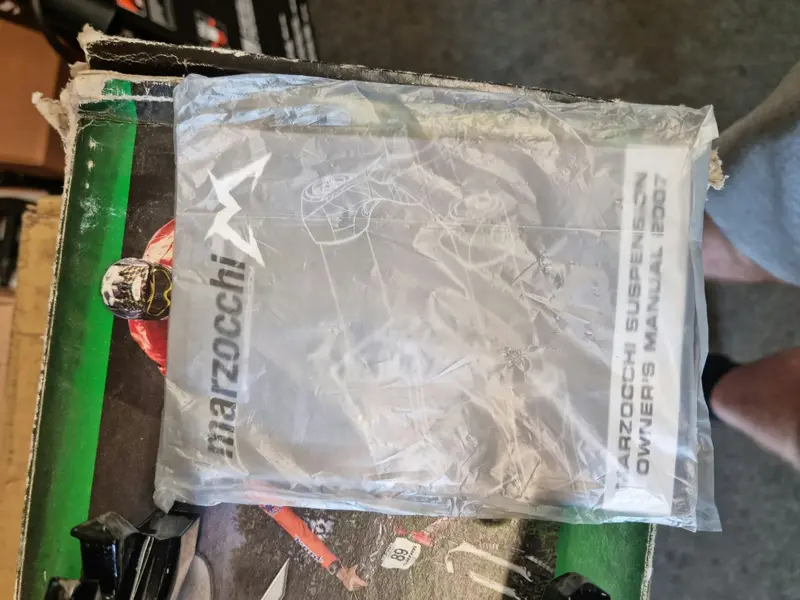 marzocchi
MARZOCCHI SUSPENSION
OWNER'S MANUAL 2007
89